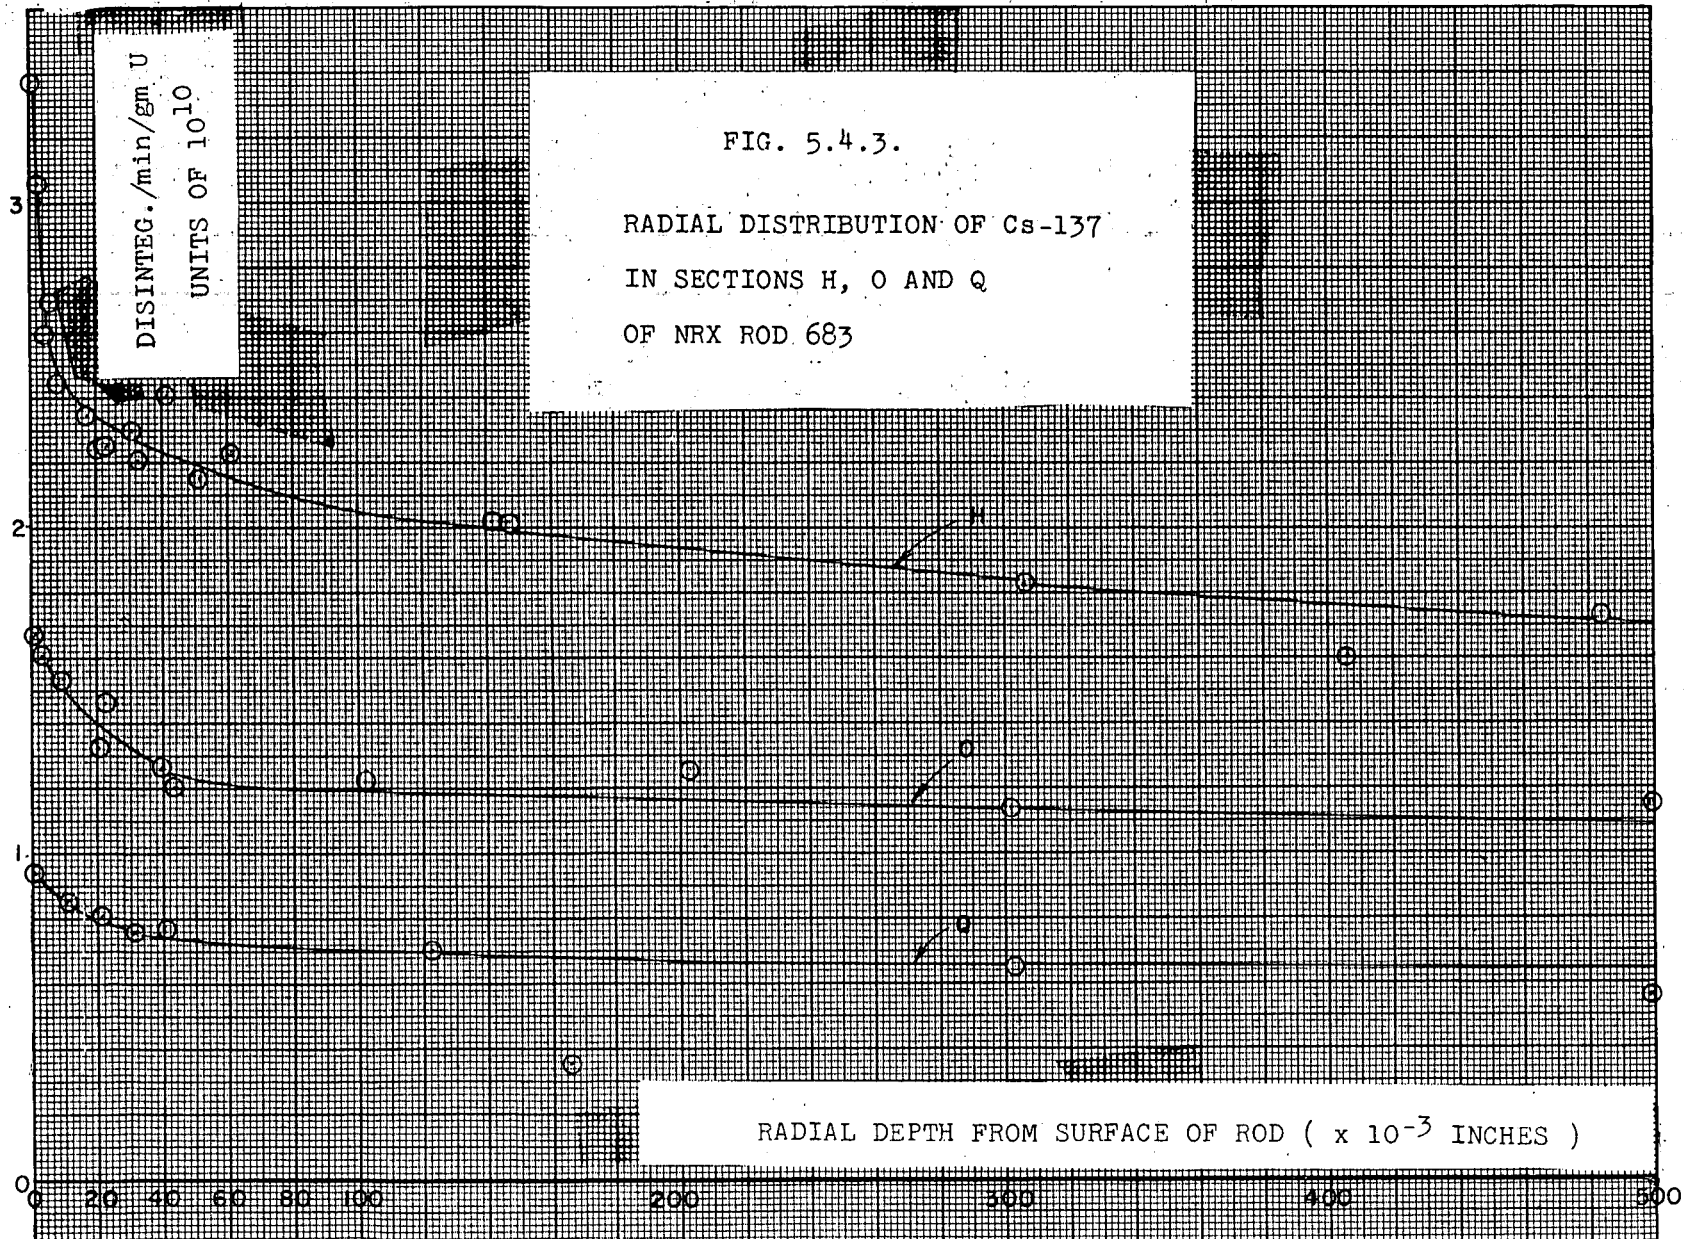 DISINTEG./min/gm U
UNITS OF 10^10
FIG. 5.4.3.
RADIAL DISTRIBUTION OF Cs-137
IN SECTIONS H, O AND Q
OF NRX ROD 683
3
2
1
0
H
O
Q
RADIAL DEPTH FROM SURFACE OF ROD ( x 10^-3 INCHES )
0 20 40 60 80 100 200 300 400 500